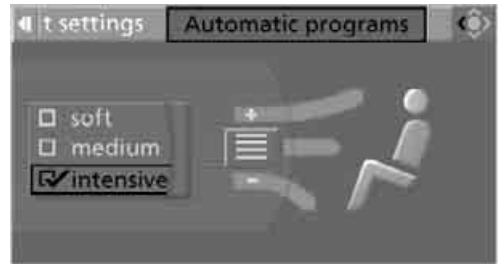 t settings Automatic programs
+
soft
medium
intensive
-